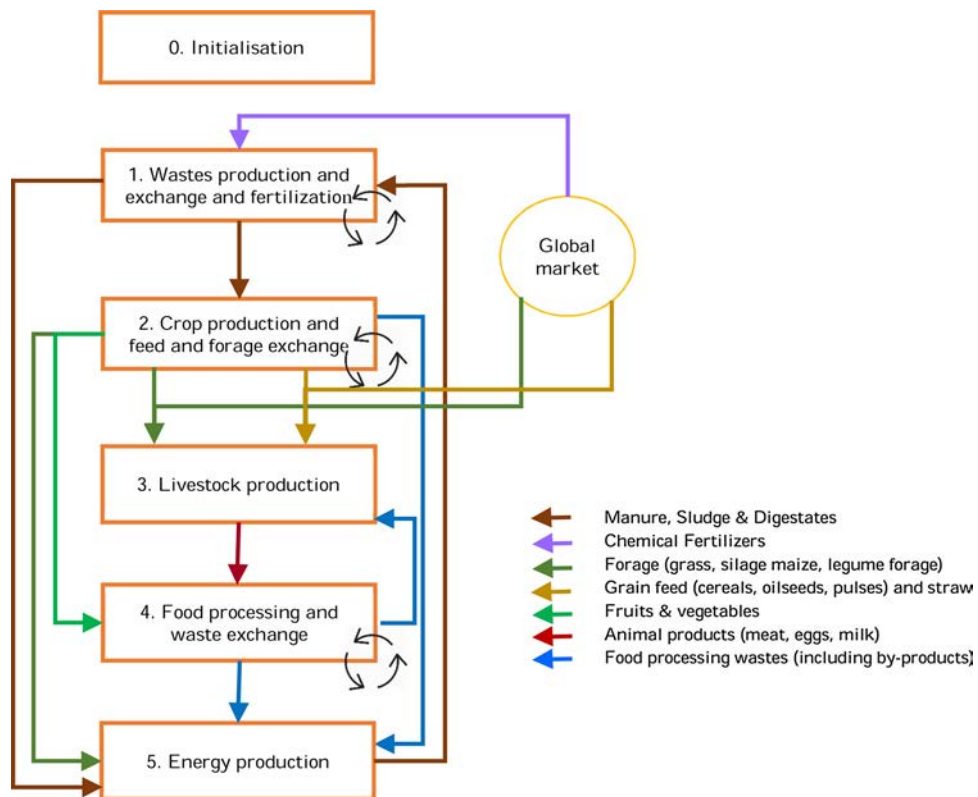 0. Initialisation
1. Wastes production and
exchange and fertilization
Global
market
2. Crop production and
feed and forage exchange
3. Livestock production
4. Food processing and
waste exchange
5. Energy production
Manure, Sludge & Digestates
Chemical Fertilizers
Forage (grass, silage maize, legume forage)
Grain feed (cereals, oilseeds, pulses) and straw
Fruits & vegetables
Animal products (meat, eggs, milk)
Food processing wastes (including by-products)